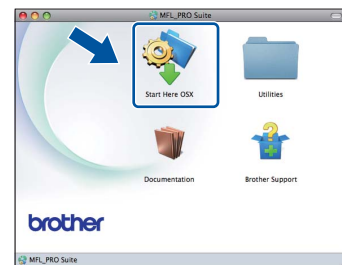 MFL_PRO Suite
Start Here OSX
Utilities
Documentation
Brother Support
brother
MFL_PRO Suite